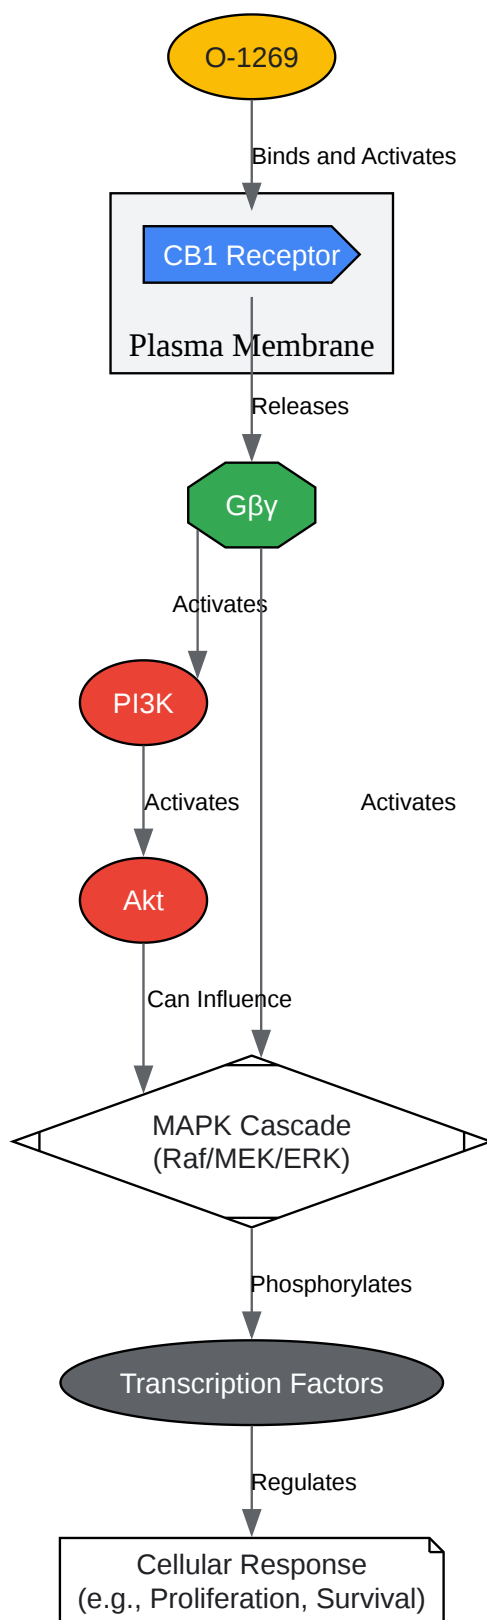 O-1269
Binds and Activates
CB1 Receptor
Plasma Membrane
Releases
Gβγ
Activates
PI3K
Activates
Activates
Akt
Can Influence
MAPK Cascade
(Raf/MEK/ERK)
Phosphorylates
Transcription Factors
Regulates
Cellular Response
(e.g., Proliferation, Survival)